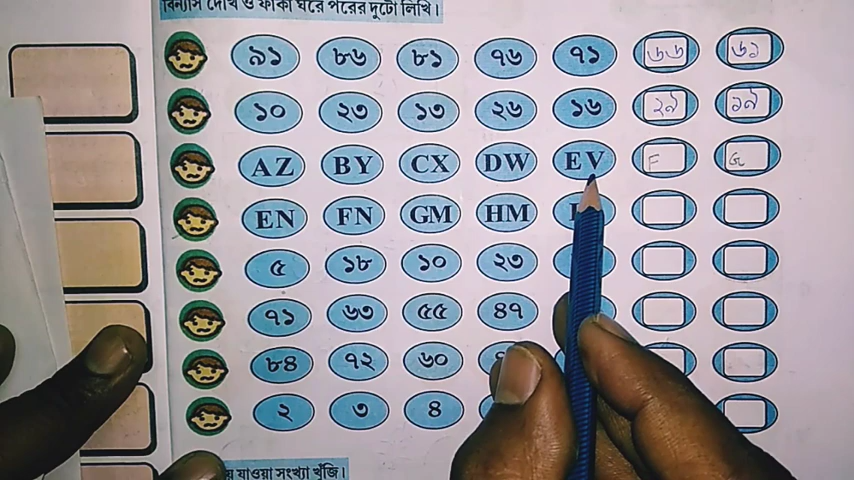 বিন্যাস দেখি ও ফাঁকা ঘরে পরের দুটো লিখি।
৯১ ৮৬ ৮১ ৭৬ ৭১ ৬৬ ৬১
১০ ২৩ ১৩ ২৬ ১৬ ২৯ ১৯
AZ BY CX DW EV F G
EN FN GM HM
৫ ১৮ ১০ ২৩
৭১ ৬৩ ৫৫ ৪৭
৮৪ ৭২ ৬০
২ ৩ ৪
যাওয়া সংখ্যা খুঁজি।